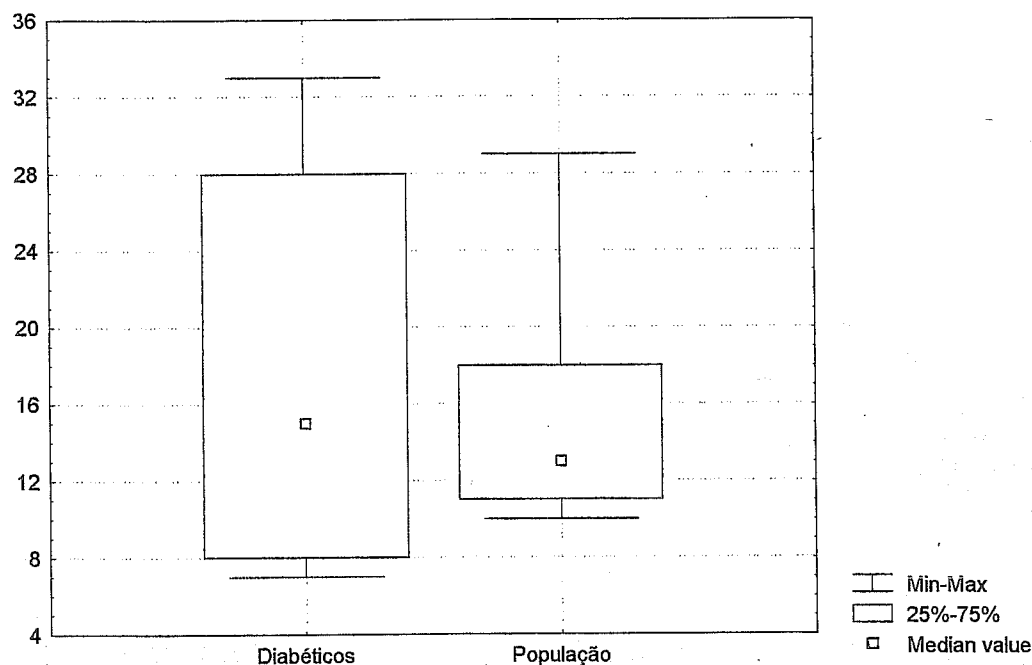 36
32
28
24
20
16
12
8
4
Diabéticos
População
Min-Max
25%-75%
Median value